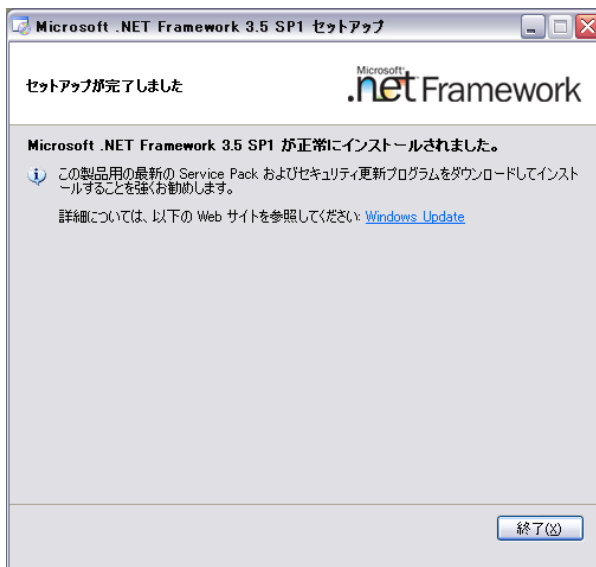 Microsoft .NET Framework 3.5 SP1 セットアップ
セットアップが完了しました
Microsoft
.net Framework
Microsoft .NET Framework 3.5 SP1 が正常にインストールされました。
この製品用の最新の Service Pack およびセキュリティ更新プログラムをダウンロードしてインスト
ールすることを強くお勧めします。
詳細については、以下の Web サイトを参照してください: Windows Update
終了(X)